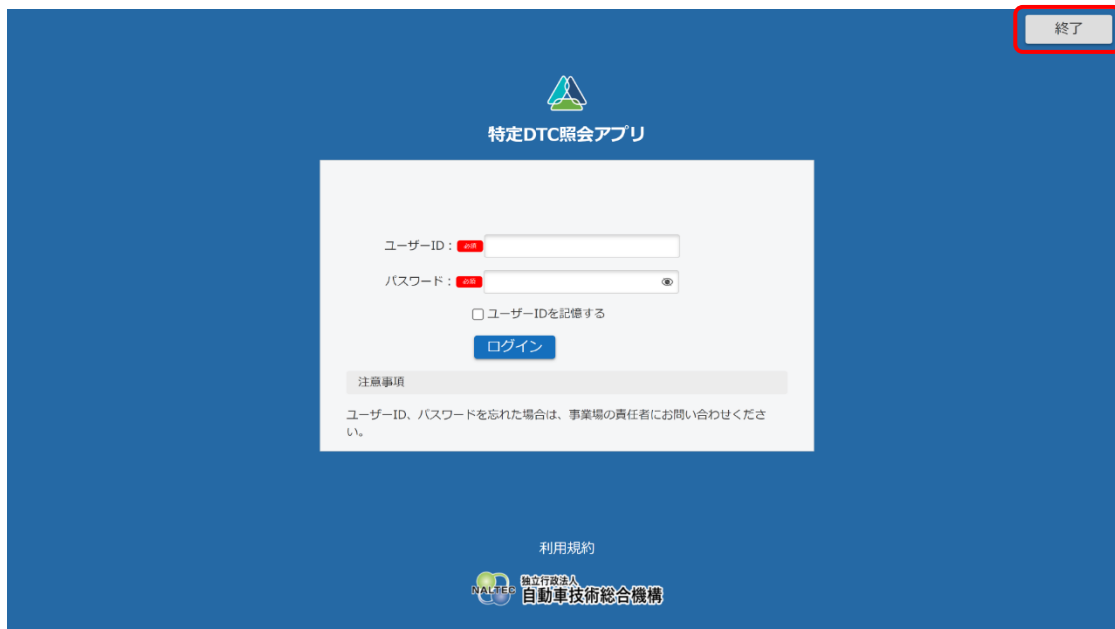 終了
特定DTC照会アプリ
ユーザーID： 必須
パスワード： 必須
ユーザーIDを記憶する
ログイン
注意事項
ユーザーID、パスワードを忘れた場合は、事業場の責任者にお問い合わせくださ
い。
利用規約
NALTEC 独立行政法人
自動車技術総合機構